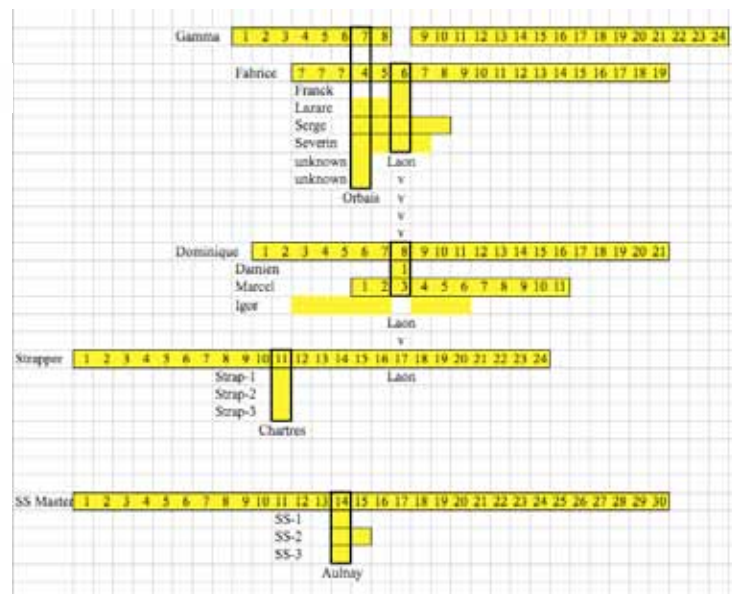 Gamma 1 2 3 4 5 6 7 8 9 10 11 12 13 14 15 16 17 18 19 20 21 22 23 24
Fabrice ? ? ? 4 5 6 7 8 9 10 11 12 13 14 15 16 17 18 19
Franck
Lazare
Serge
Severin
unknown Laon
unknown v
Orbais v
v
v
Dominique 1 2 3 4 5 6 7 8 9 10 11 12 13 14 15 16 17 18 19 20 21
Damien 1
Marcel 1 2 3 4 5 6 7 8 9 10 11
Igor
Laon
v
Strapper 1 2 3 4 5 6 7 8 9 10 11 12 13 14 15 16 17 18 19 20 21 22 23 24
Strap-1 Laon
Strap-2
Strap-3
Chartres
SS Master 1 2 3 4 5 6 7 8 9 10 11 12 13 14 15 16 17 18 19 20 21 22 23 24 25 26 27 28 29 30
SS-1
SS-2
SS-3
Aulnay